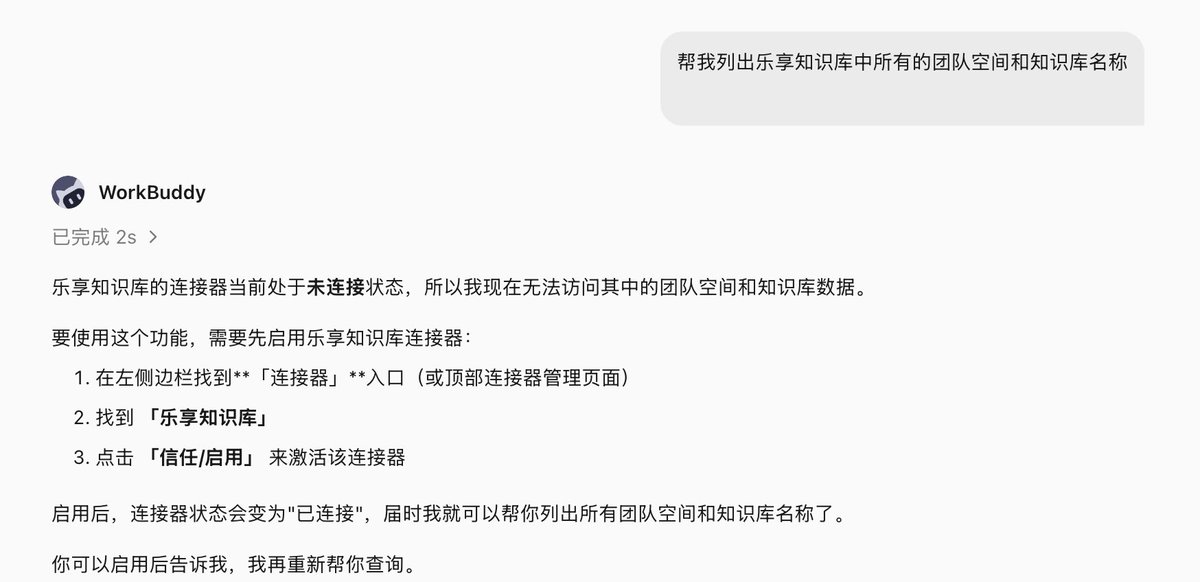 帮我列出乐享知识库中所有的团队空间和知识库名称
WorkBuddy
已完成 2s >
乐享知识库的连接器当前处于未连接状态，所以我现在无法访问其中的团队空间和知识库数据。
要使用这个功能，需要先启用乐享知识库连接器：
1. 在左侧边栏找到**「连接器」**入口（或顶部连接器管理页面）
2. 找到 「乐享知识库」
3. 点击 「信任/启用」 来激活该连接器
启用后，连接器状态会变为"已连接"，届时我就可以帮你列出所有团队空间和知识库名称了。
你可以启用后告诉我，我再重新帮你查询。